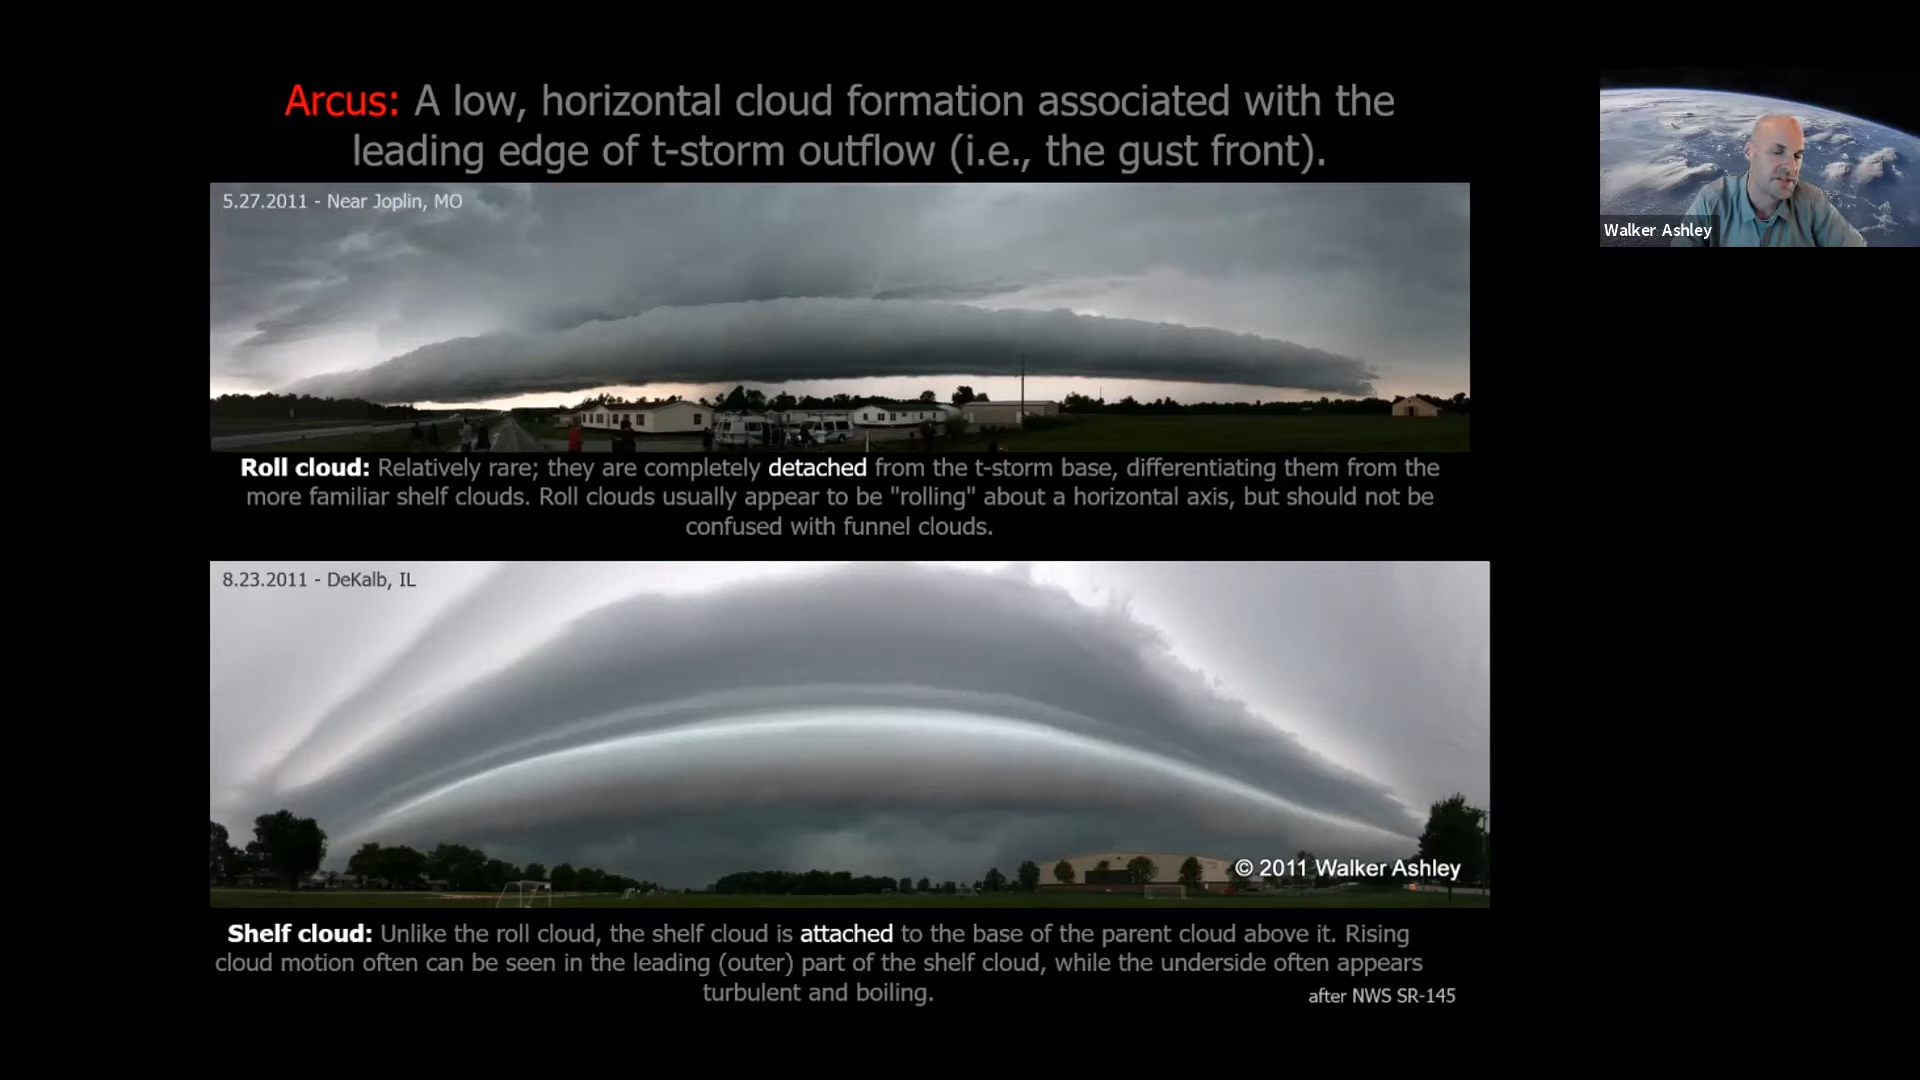 Arcus: A low, horizontal cloud formation associated with the
leading edge of t-storm outflow (i.e., the gust front).
5.27.2011 - Near Joplin, MO
Walker Ashley
Roll cloud: Relatively rare; they are completely detached from the t-storm base, differentiating them from the
more familiar shelf clouds. Roll clouds usually appear to be "rolling" about a horizontal axis, but should not be
confused with funnel clouds.
8.23.2011 - DeKalb, IL
© 2011 Walker Ashley
Shelf cloud: Unlike the roll cloud, the shelf cloud is attached to the base of the parent cloud above it. Rising
cloud motion often can be seen in the leading (outer) part of the shelf cloud, while the underside often appears
turbulent and boiling.
after NWS SR-145